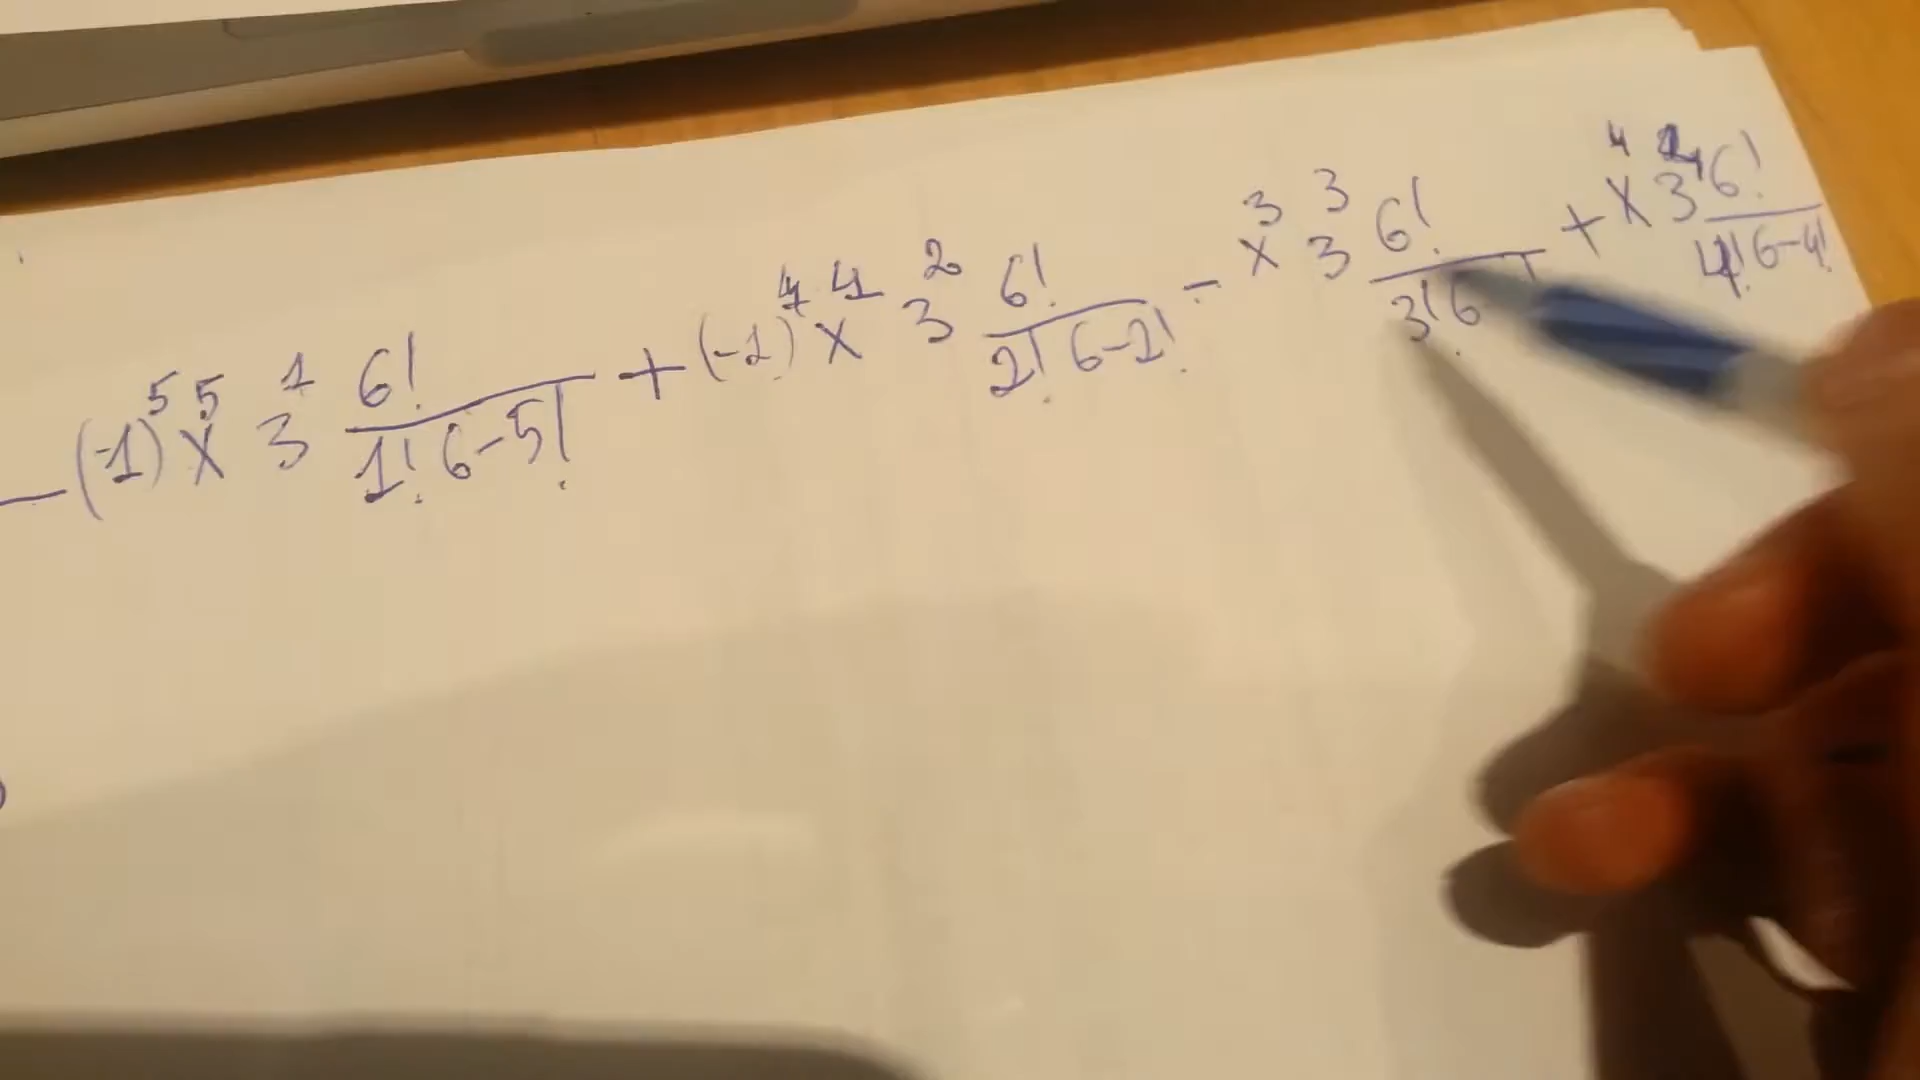 — (-1)⁵ x⁵ 3¹ 6!/(1! 6-5!) + (-1)⁴ x⁴ 3² 6!/(2! 6-2!) - x³ 3³ 6!/(3! 6 + x⁴ 3⁴ 6!/(4! 6-4!)